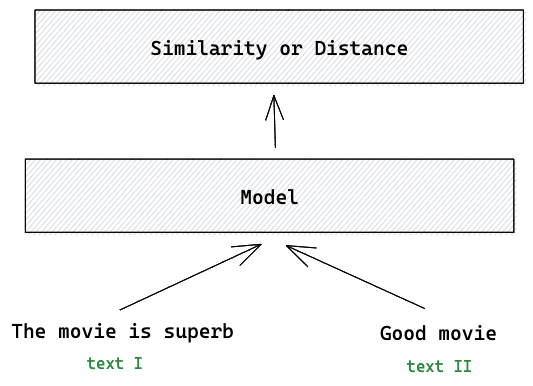 Similarity or Distance
Model
The movie is superb
Good movie
text I
text II